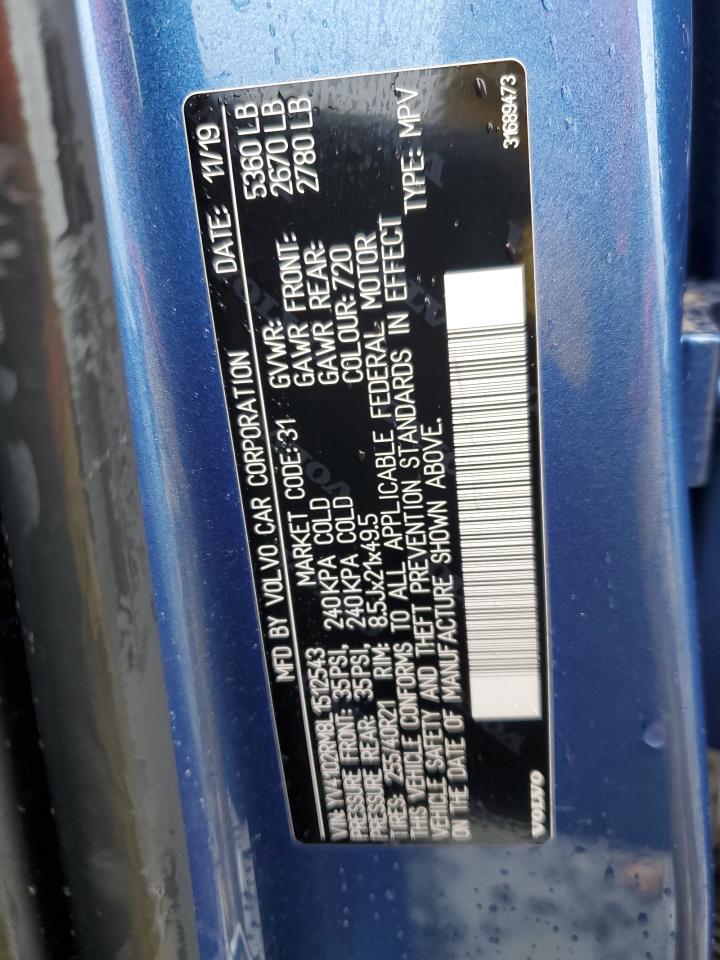 MFD BY VOLVO CAR CORPORATION DATE: 11/19
MARKET CODE: 31 GVWR: 5360 LB
GAWR FRONT: 2670 LB
GAWR REAR: 2780 LB
VIN: YV4102RM8L1512543
PRESSURE FRONT: 35PSI, 240KPA COLD
PRESSURE REAR: 35PSI, 240KPA COLD COLOUR: 720
TIRES: 255/40R21 RIM: 8.5Jx21x49.5
THIS VEHICLE CONFORMS TO ALL APPLICABLE FEDERAL MOTOR
VEHICLE SAFETY AND THEFT PREVENTION STANDARDS IN EFFECT
ON THE DATE OF MANUFACTURE SHOWN ABOVE. TYPE: MPV
VOLVO 31689473